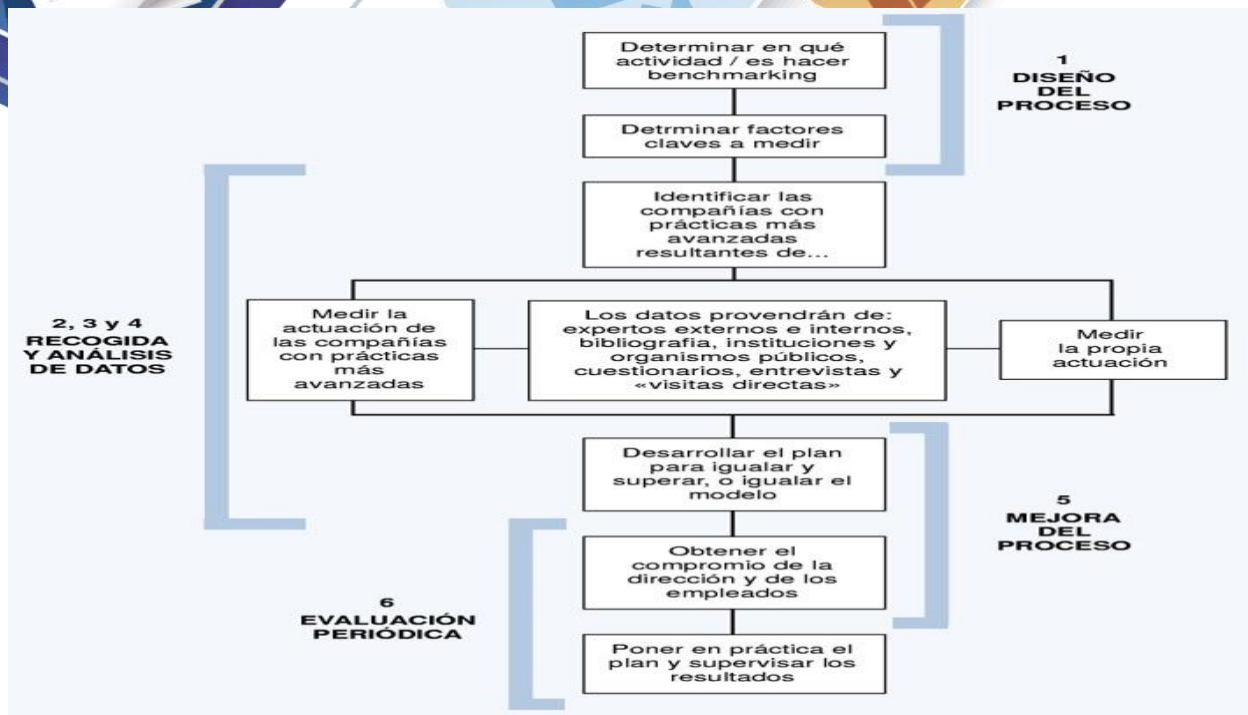 Determinar en qué
actividad / es hacer
benchmarking
1
DISEÑO
DEL
PROCESO
Detrminar factores
claves a medir
Identificar las
compañías con
prácticas más
avanzadas
resultantes de...
2, 3 y 4
RECOGIDA
Y ANÁLISIS
DE DATOS
Medir la
actuación de
las compañías
con prácticas
más
avanzadas
Los datos provendrán de:
expertos externos e internos,
bibliografia, instituciones y
organismos públicos,
cuestionarios, entrevistas y
«visitas directas»
Medir
la propia
actuación
Desarrollar el plan
para igualar y
superar, o igualar el
modelo
5
MEJORA
DEL
PROCESO
Obtener el
compromio de la
dirección y de los
empleados
6
EVALUACIÓN
PERIÓDICA
Poner en práctica el
plan y supervisar los
resultados